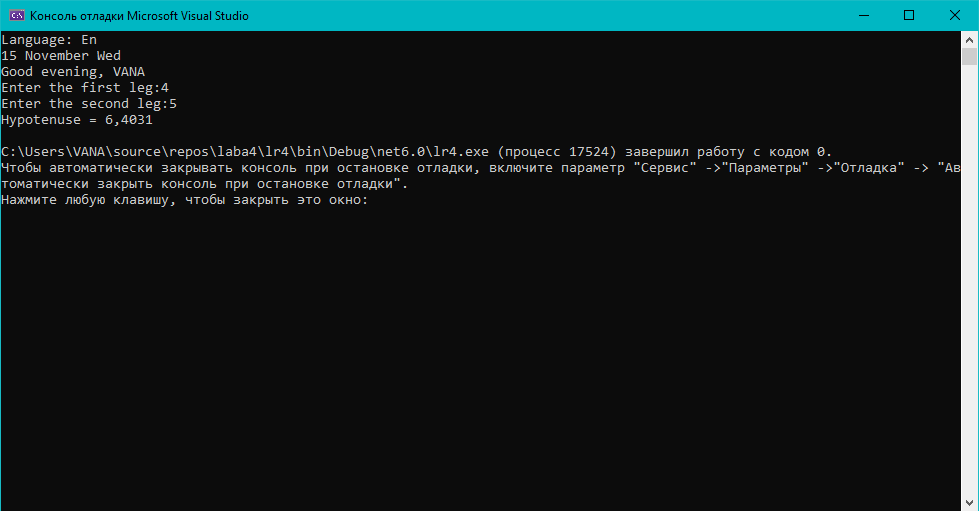 Консоль отладки Microsoft Visual Studio
Language: En
15 November Wed
Good evening, VANA
Enter the first leg:4
Enter the second leg:5
Hypotenuse = 6,4031
C:\Users\VANA\source\repos\laba4\lr4\bin\Debug\net6.0\lr4.exe (процесс 17524) завершил работу с кодом 0.
Чтобы автоматически закрывать консоль при остановке отладки, включите параметр "Сервис" ->"Параметры" ->"Отладка" -> "Ав
томатически закрыть консоль при остановке отладки".
Нажмите любую клавишу, чтобы закрыть это окно: